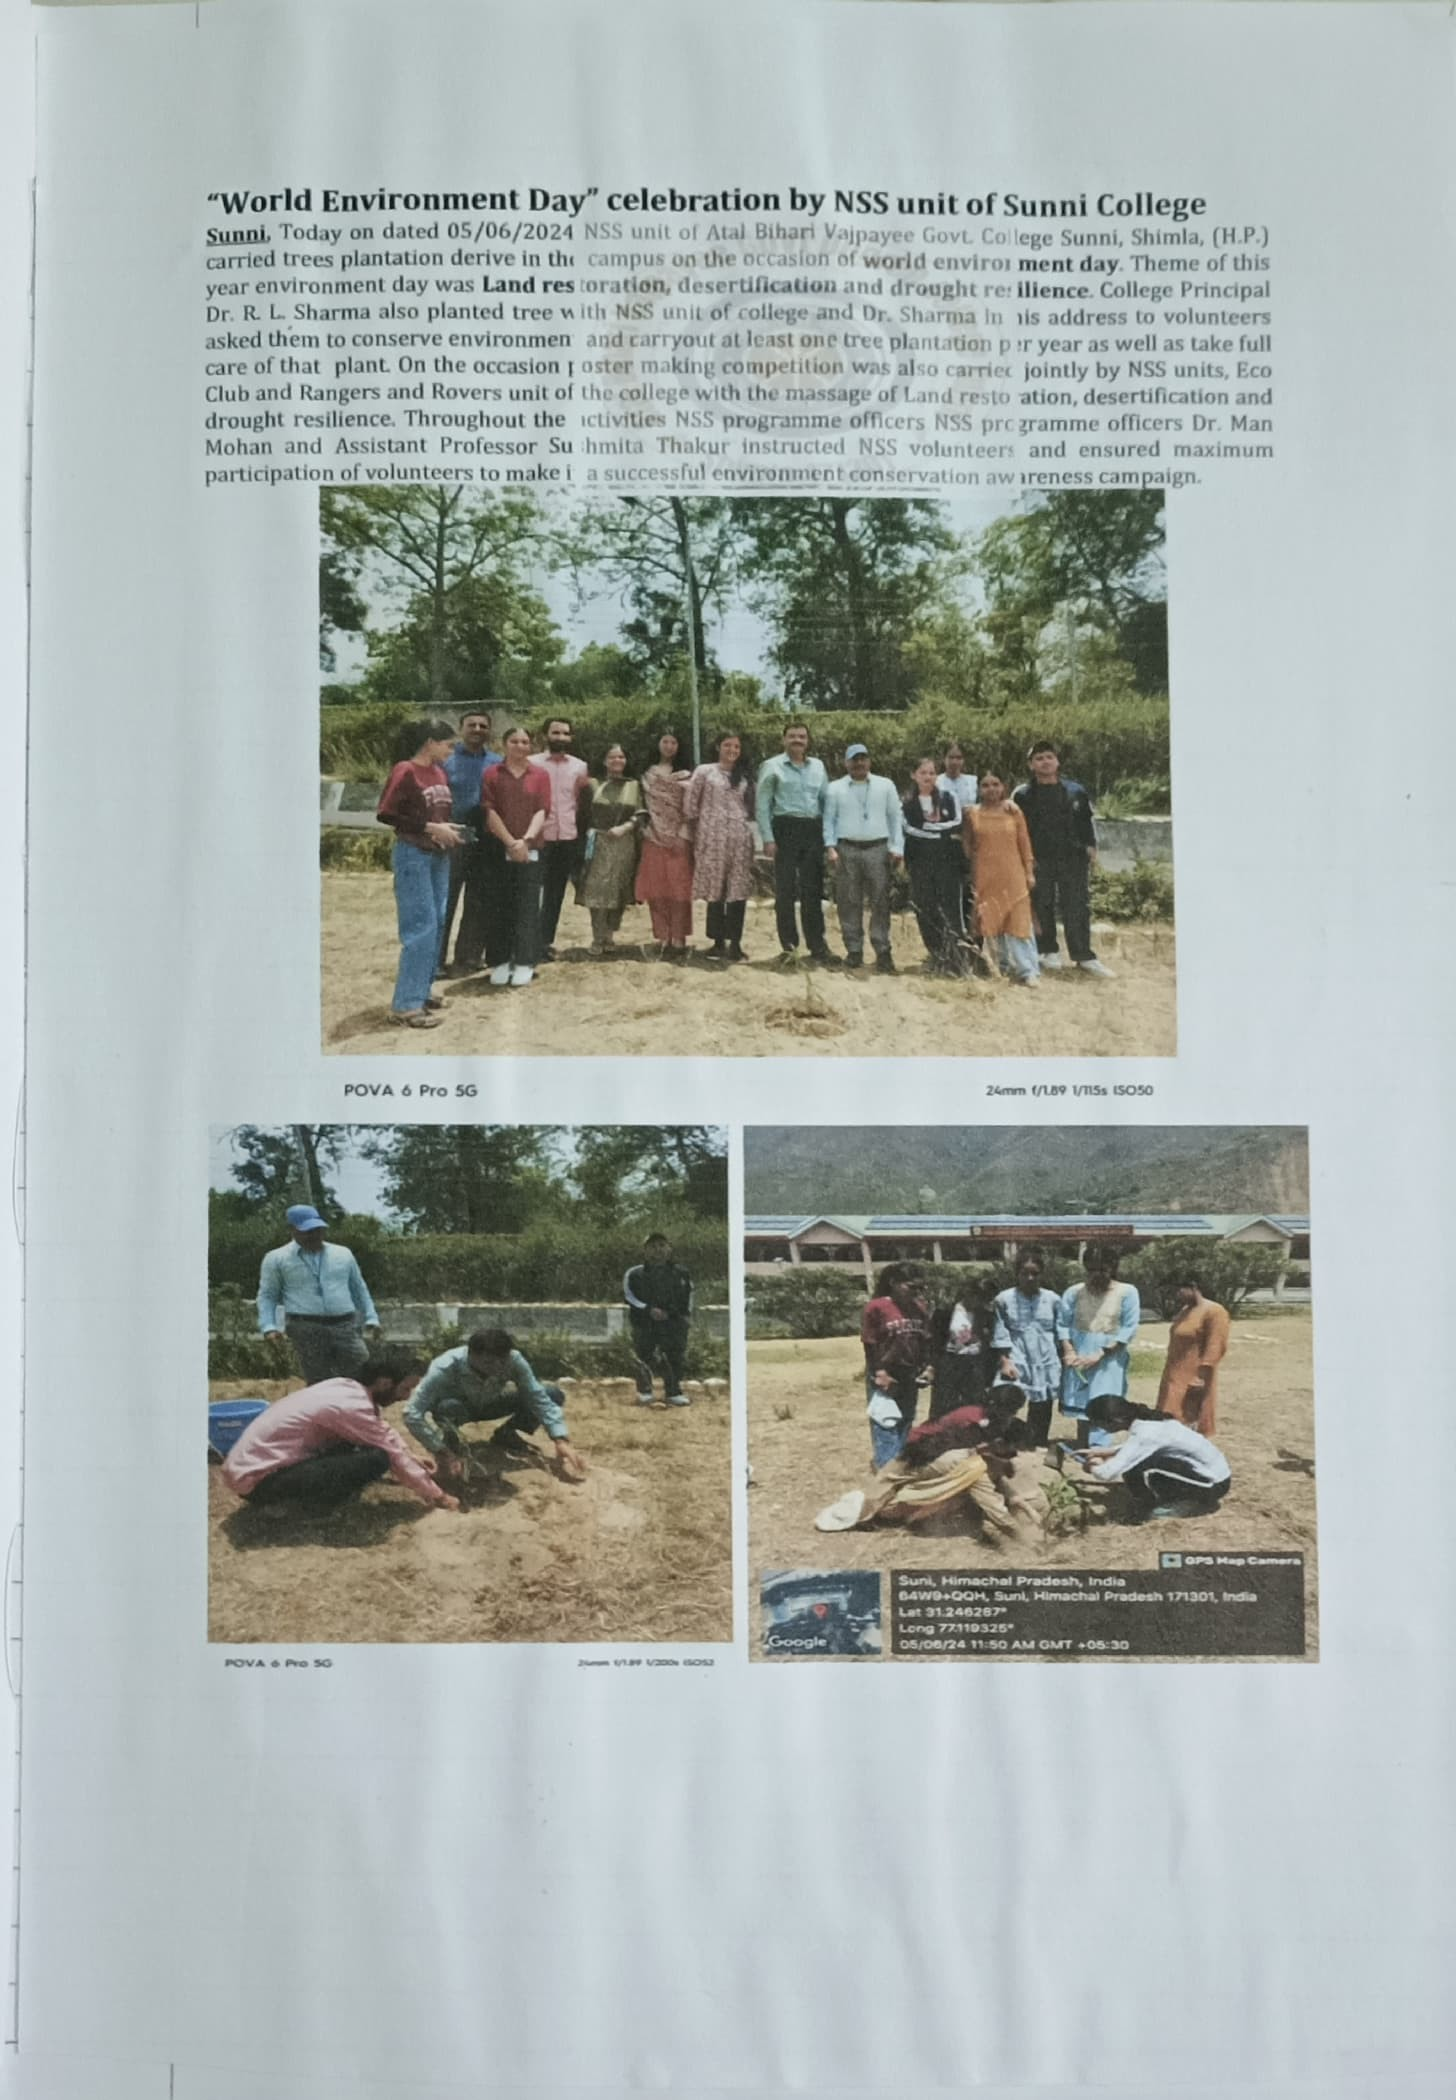 “World Environment Day” celebration by NSS unit of Sunni College
Sunni, Today on dated 05/06/2024 NSS unit of Atal Bihari Vajpayee Govt. College Sunni, Shimla, (H.P.)
carried trees plantation derive in the campus on the occasion of world environment day. Theme of this
year environment day was Land restoration, desertification and drought resilience. College Principal
Dr. R. L. Sharma also planted tree with NSS unit of college and Dr. Sharma in his address to volunteers
asked them to conserve environmen and carryout at least one tree plantation per year as well as take full
care of that plant. On the occasion poster making competition was also carried jointly by NSS units, Eco
Club and Rangers and Rovers unit of the college with the massage of Land restoration, desertification and
drought resilience. Throughout the activities NSS programme officers NSS programme officers Dr. Man
Mohan and Assistant Professor Sushmita Thakur instructed NSS volunteers and ensured maximum
participation of volunteers to make i a successful environment conservation awareness campaign.
POVA 6 Pro 5G
24mm f/1.89 1/115s ISO50
GPS Map Camera
Suni, Himachal Pradesh, India
64W9+QQH, Suni, Himachal Pradesh 171301, India
Lat 31.246287°
Long 77.119325°
05/06/24 11:50 AM GMT +05:30
Google
POVA 6 Pro 5G
24mm f/1.89 1/200s ISO52